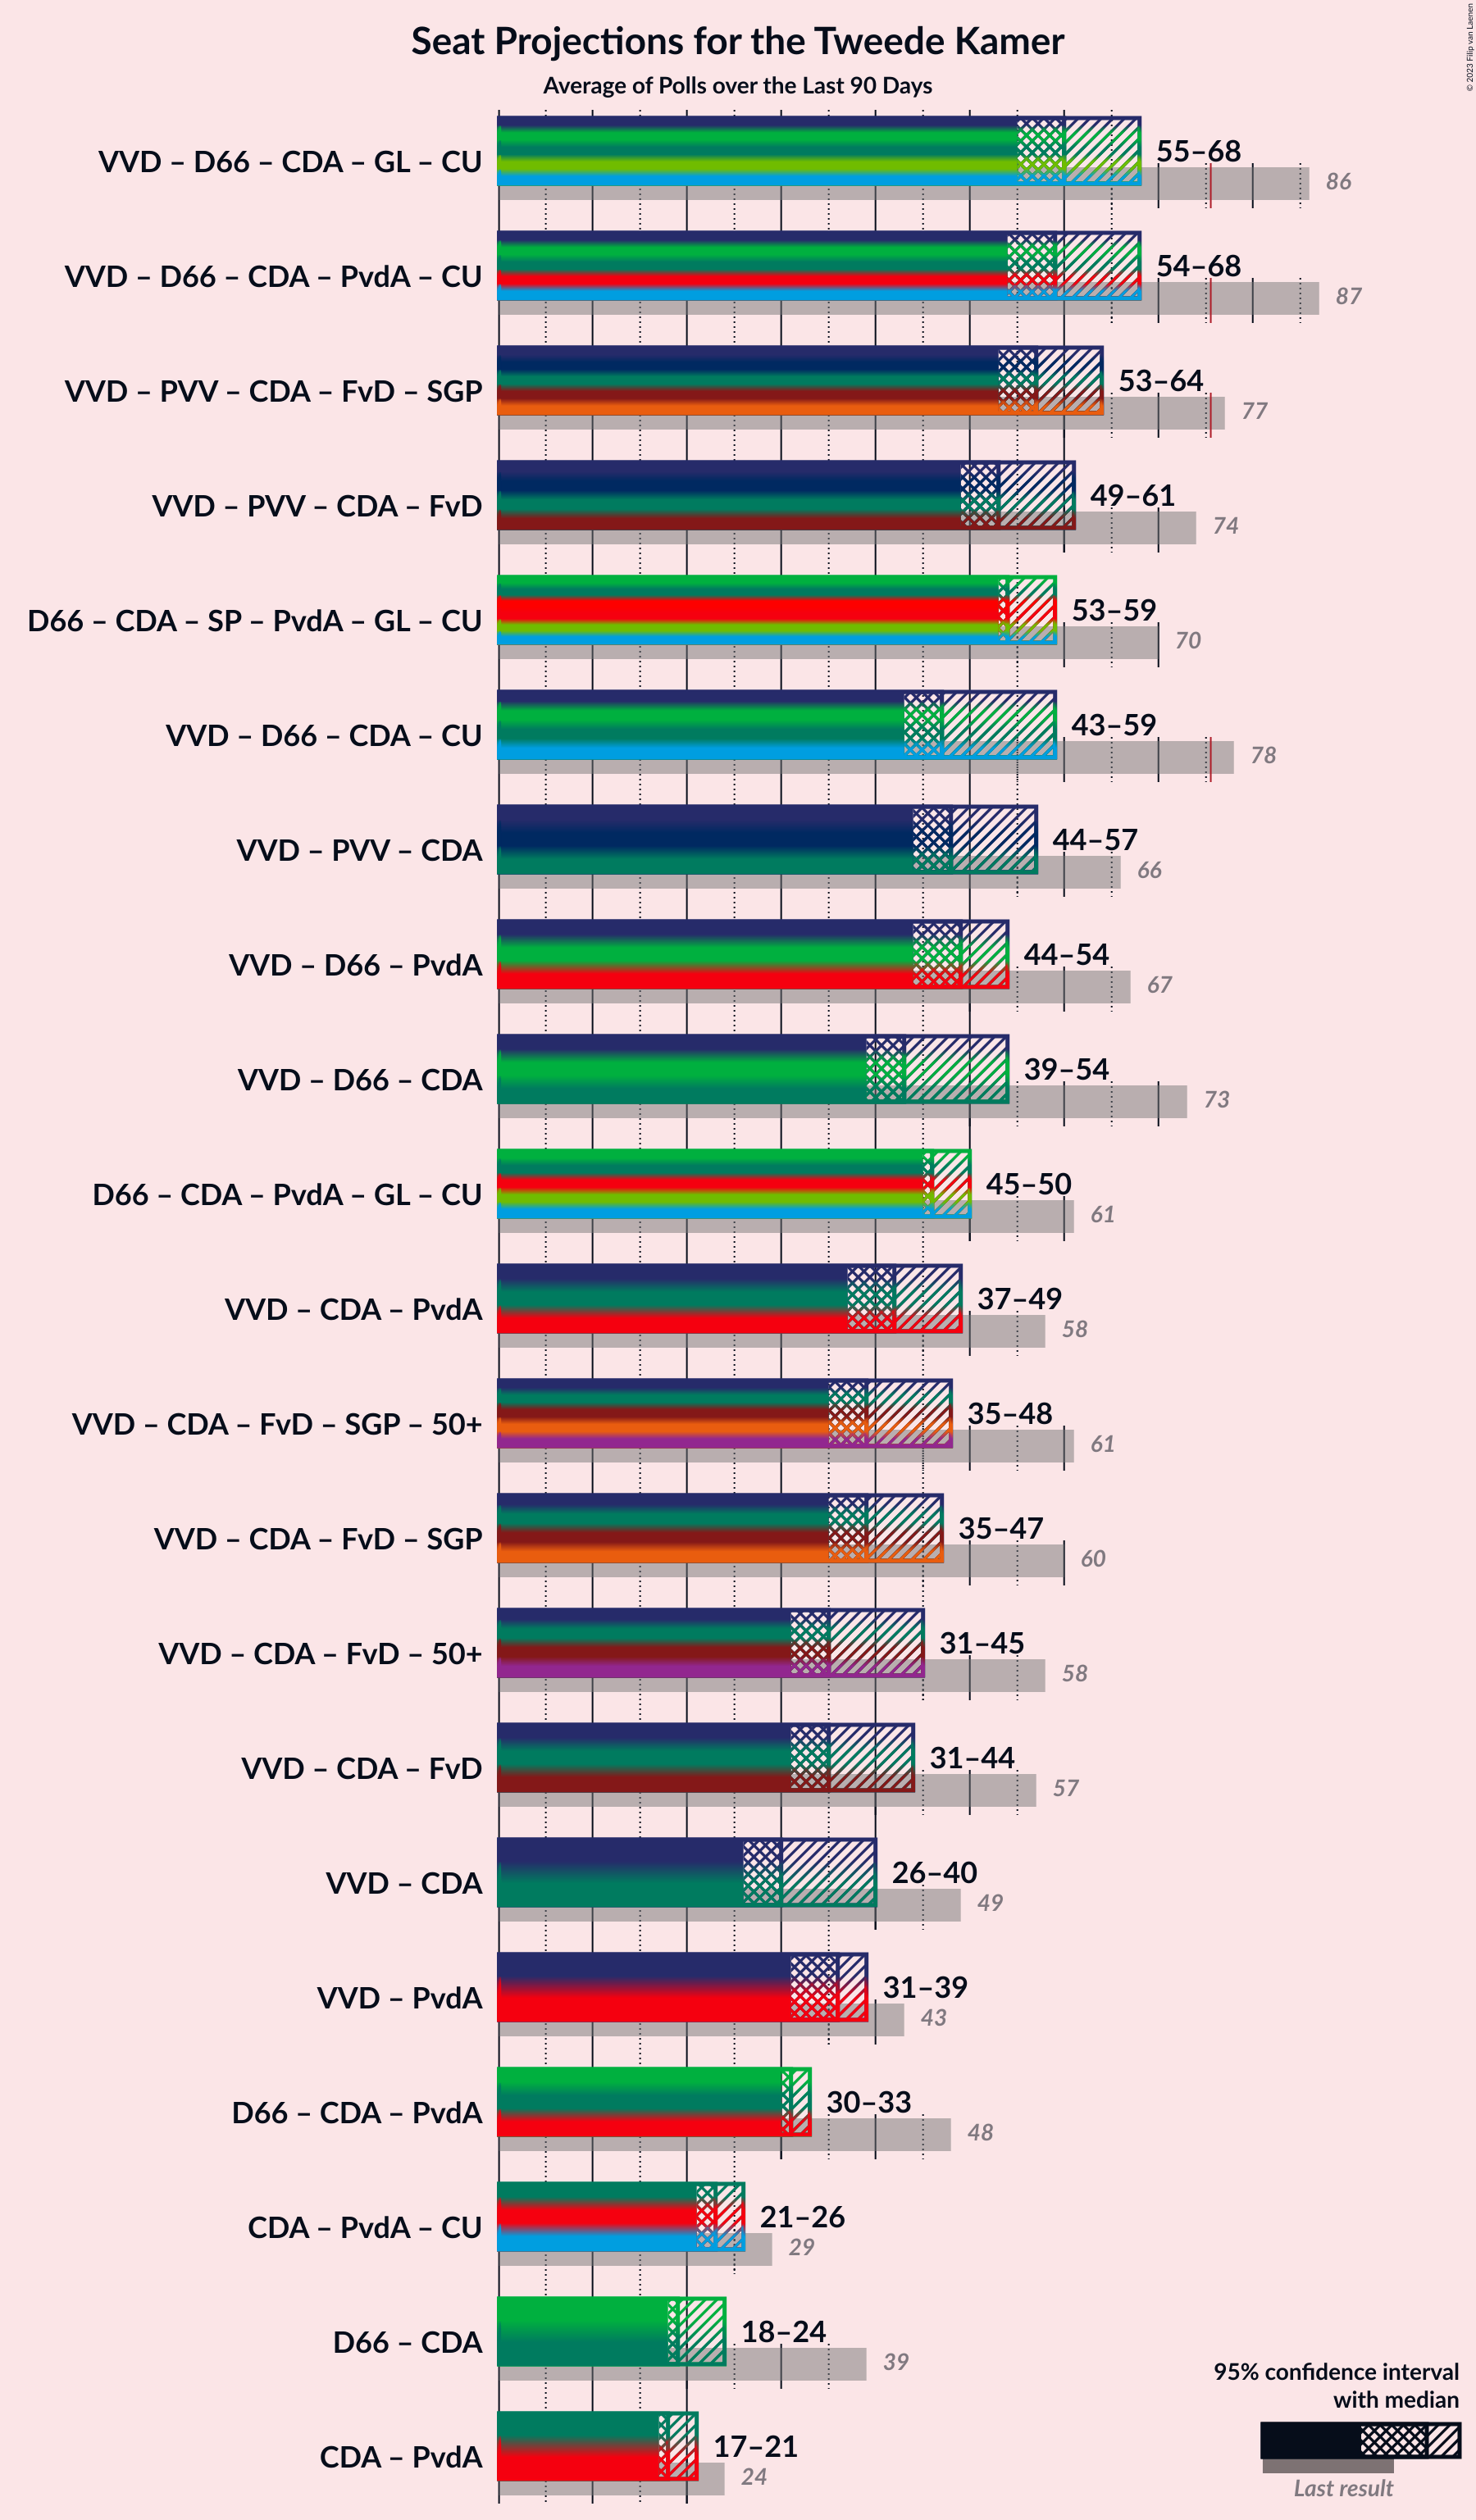 © 2023 Filip van Laenen
Seat Projections for the Tweede Kamer
Average of Polls over the Last 90 Days
VVD – D66 – CDA – GL – CU 55–68 86
VVD – D66 – CDA – PvdA – CU 54–68 87
VVD – PVV – CDA – FvD – SGP 53–64 77
VVD – PVV – CDA – FvD 49–61 74
D66 – CDA – SP – PvdA – GL – CU 53–59 70
VVD – D66 – CDA – CU 43–59 78
VVD – PVV – CDA 44–57 66
VVD – D66 – PvdA 44–54 67
VVD – D66 – CDA 39–54 73
D66 – CDA – PvdA – GL – CU 45–50 61
VVD – CDA – PvdA 37–49 58
VVD – CDA – FvD – SGP – 50+ 35–48 61
VVD – CDA – FvD – SGP 35–47 60
VVD – CDA – FvD – 50+ 31–45 58
VVD – CDA – FvD 31–44 57
VVD – CDA 26–40 49
VVD – PvdA 31–39 43
D66 – CDA – PvdA 30–33 48
CDA – PvdA – CU 21–26 29
D66 – CDA 18–24 39
CDA – PvdA 17–21 24
95% confidence interval
with median
Last result